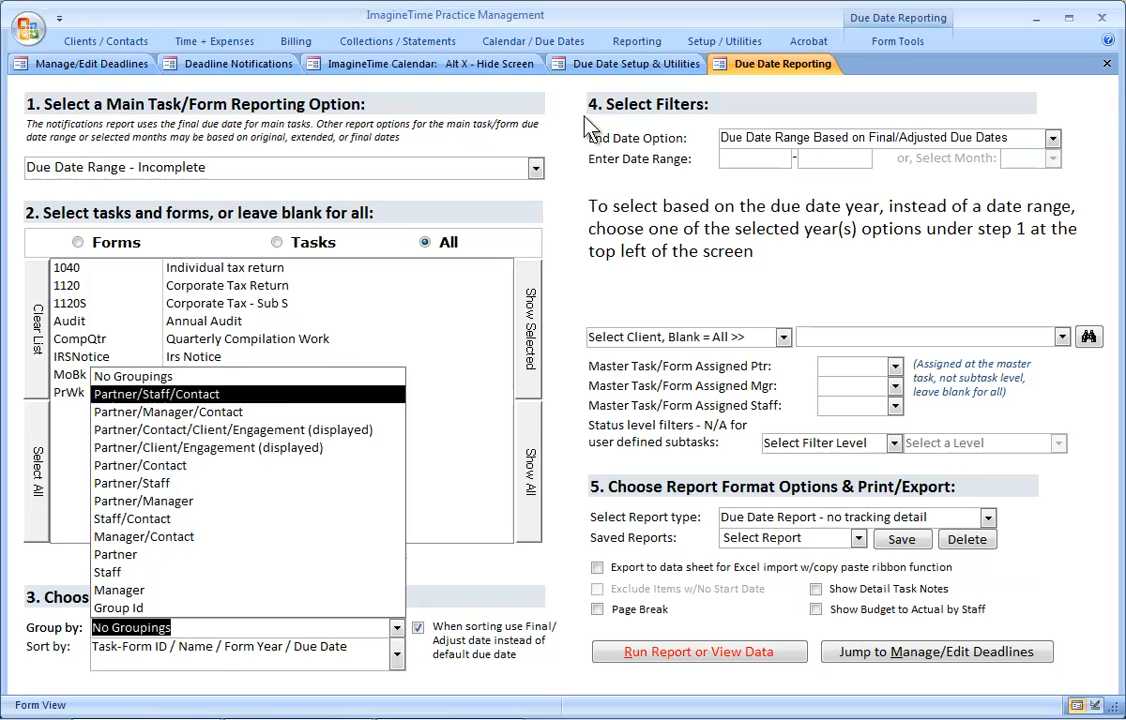 ImagineTime Practice Management
Due Date Reporting
Clients / Contacts Time + Expenses Billing Collections / Statements Calendar / Due Dates Reporting Setup / Utilities Acrobat Form Tools
Manage/Edit Deadlines Deadline Notifications ImagineTime Calendar: Alt X - Hide Screen Due Date Setup & Utilities Due Date Reporting
1. Select a Main Task/Form Reporting Option:
The notifications report uses the final due date for main tasks. Other report options for the main task/form due
date range or selected months may be based on original, extended, or final dates
Due Date Range - Incomplete
2. Select tasks and forms, or leave blank for all:
Forms Tasks All
Clear List
Select All
1040 Individual tax return
1120 Corporate Tax Return
1120S Corporate Tax - Sub S
Audit Annual Audit
CompQtr Quarterly Compilation Work
IRSNotice Irs Notice
MoBk
PrWk
Show Selected
Show All
No Groupings
Partner/Staff/Contact
Partner/Manager/Contact
Partner/Contact/Client/Engagement (displayed)
Partner/Client/Engagement (displayed)
Partner/Contact
Partner/Staff
Partner/Manager
Staff/Contact
Manager/Contact
Partner
Staff
Manager
Group Id
3. Choos
Group by: No Groupings
Sort by: Task-Form ID / Name / Form Year / Due Date
When sorting use Final/
Adjust date instead of
default due date
4. Select Filters:
End Date Option: Due Date Range Based on Final/Adjusted Due Dates
Enter Date Range: - or, Select Month:
To select based on the due date year, instead of a date range,
choose one of the selected year(s) options under step 1 at the
top left of the screen
Select Client, Blank = All >>
Master Task/Form Assigned Ptr:
Master Task/Form Assigned Mgr:
Master Task/Form Assigned Staff:
(Assigned at the master
task, not subtask level,
leave blank for all)
Status level filters - N/A for
user defined subtasks: Select Filter Level Select a Level
5. Choose Report Format Options & Print/Export:
Select Report type: Due Date Report - no tracking detail
Saved Reports: Select Report Save Delete
Export to data sheet for Excel import w/copy paste ribbon function
Exclude Items w/No Start Date Show Detail Task Notes
Page Break Show Budget to Actual by Staff
Run Report or View Data Jump to Manage/Edit Deadlines
Form View